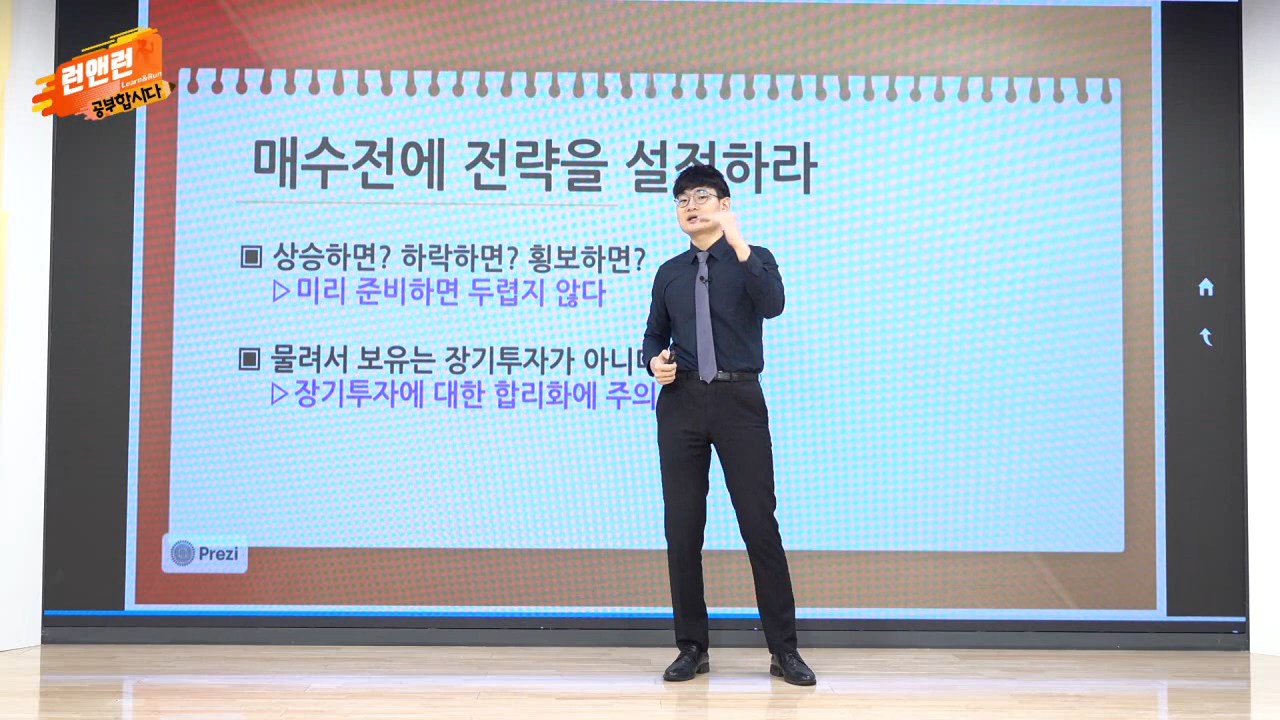 런앤런
Learn&Run
공부합시다
매수전에 전략을 설정하라
▣ 상승하면? 하락하면? 횡보하면?
▷미리 준비하면 두렵지 않다
▣ 물려서 보유는 장기투자가 아니다
▷장기투자에 대한 합리화에 주의
Prezi